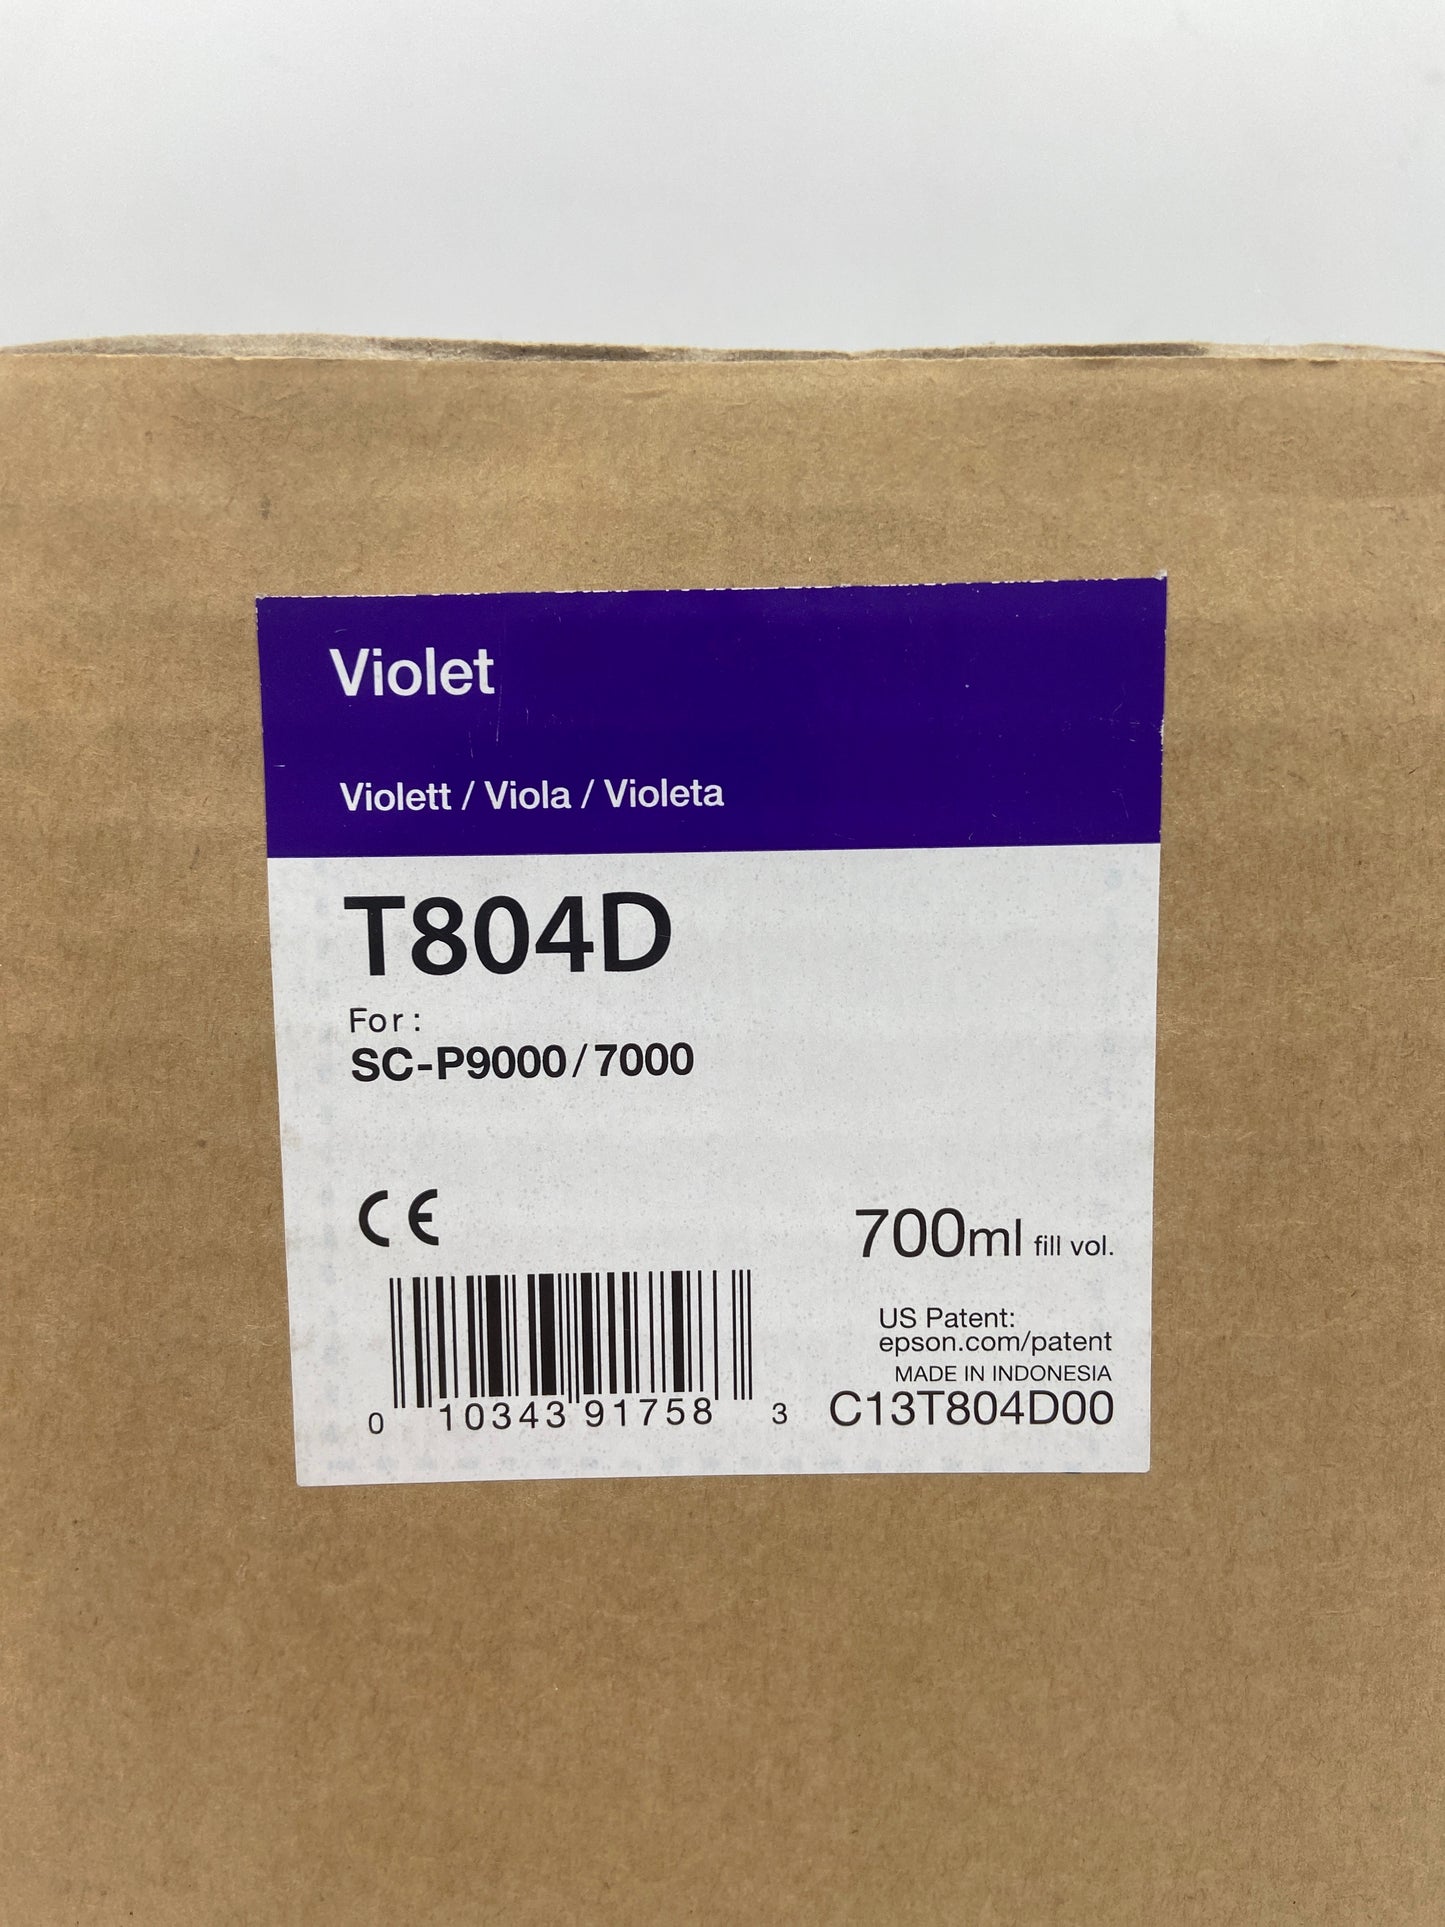 Violet
Violett / Viola / Violeta
T804D
For:
SC-P9000/7000
CE
700ml fill vol.
US Patent:
epson.com/patent
MADE IN INDONESIA
C13T804D00
0 10343 91758 3